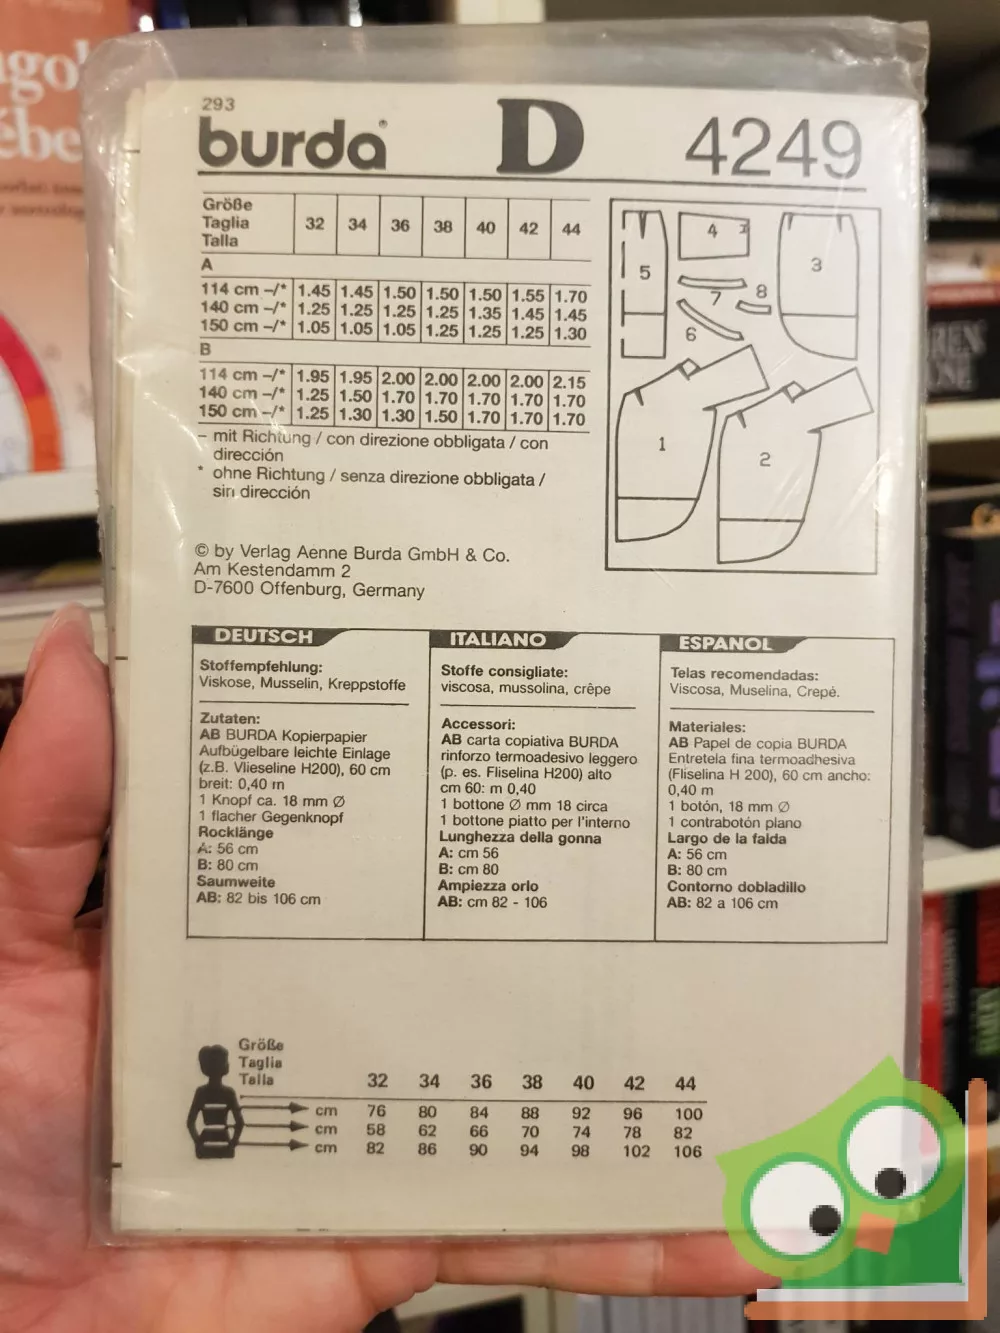 293
burda® D 4249
Größe
Taglia
Talla
32 34 36 38 40 42 44
A
114 cm –/* 1.45 1.45 1.50 1.50 1.50 1.55 1.70
140 cm –/* 1.25 1.25 1.25 1.25 1.35 1.45 1.45
150 cm –/* 1.05 1.05 1.05 1.25 1.25 1.25 1.30
B
114 cm –/* 1.95 1.95 2.00 2.00 2.00 2.00 2.15
140 cm –/* 1.25 1.50 1.70 1.70 1.70 1.70 1.70
150 cm –/* 1.25 1.30 1.30 1.50 1.70 1.70 1.70
– mit Richtung / con direzione obbligata / con
dirección
* ohne Richtung / senza direzione obbligata /
sin dirección
5
4
3
7
8
6
1
2
© by Verlag Aenne Burda GmbH & Co.
Am Kestendamm 2
D-7600 Offenburg, Germany
DEUTSCH
Stoffempfehlung:
Viskose, Musselin, Kreppstoffe
Zutaten:
AB BURDA Kopierpapier
Aufbügelbare leichte Einlage
(z.B. Vlieseline H200), 60 cm
breit: 0,40 m
1 Knopf ca. 18 mm Ø
1 flacher Gegenknopf
Rocklänge
A: 56 cm
B: 80 cm
Saumweite
AB: 82 bis 106 cm
ITALIANO
Stoffe consigliate:
viscosa, mussolina, crêpe
Accessori:
AB carta copiativa BURDA
rinforzo termoadesivo leggero
(p. es. Fliselina H200) alto
cm 60: m 0,40
1 bottone Ø mm 18 circa
1 bottone piatto per l'interno
Lunghezza della gonna
A: cm 56
B: cm 80
Ampiezza orlo
AB: cm 82 - 106
ESPANOL
Telas recomendadas:
Viscosa, Muselina, Crepé.
Materiales:
AB Papel de copia BURDA
Entretela fina termoadhesiva
(Fliselina H 200), 60 cm ancho:
0,40 m
1 botón, 18 mm Ø
1 contrabotón plano
Largo de la falda
A: 56 cm
B: 80 cm
Contorno dobladillo
AB: 82 a 106 cm
Größe
Taglia
Talla
32 34 36 38 40 42 44
cm 76 80 84 88 92 96 100
cm 58 62 66 70 74 78 82
cm 82 86 90 94 98 102 106